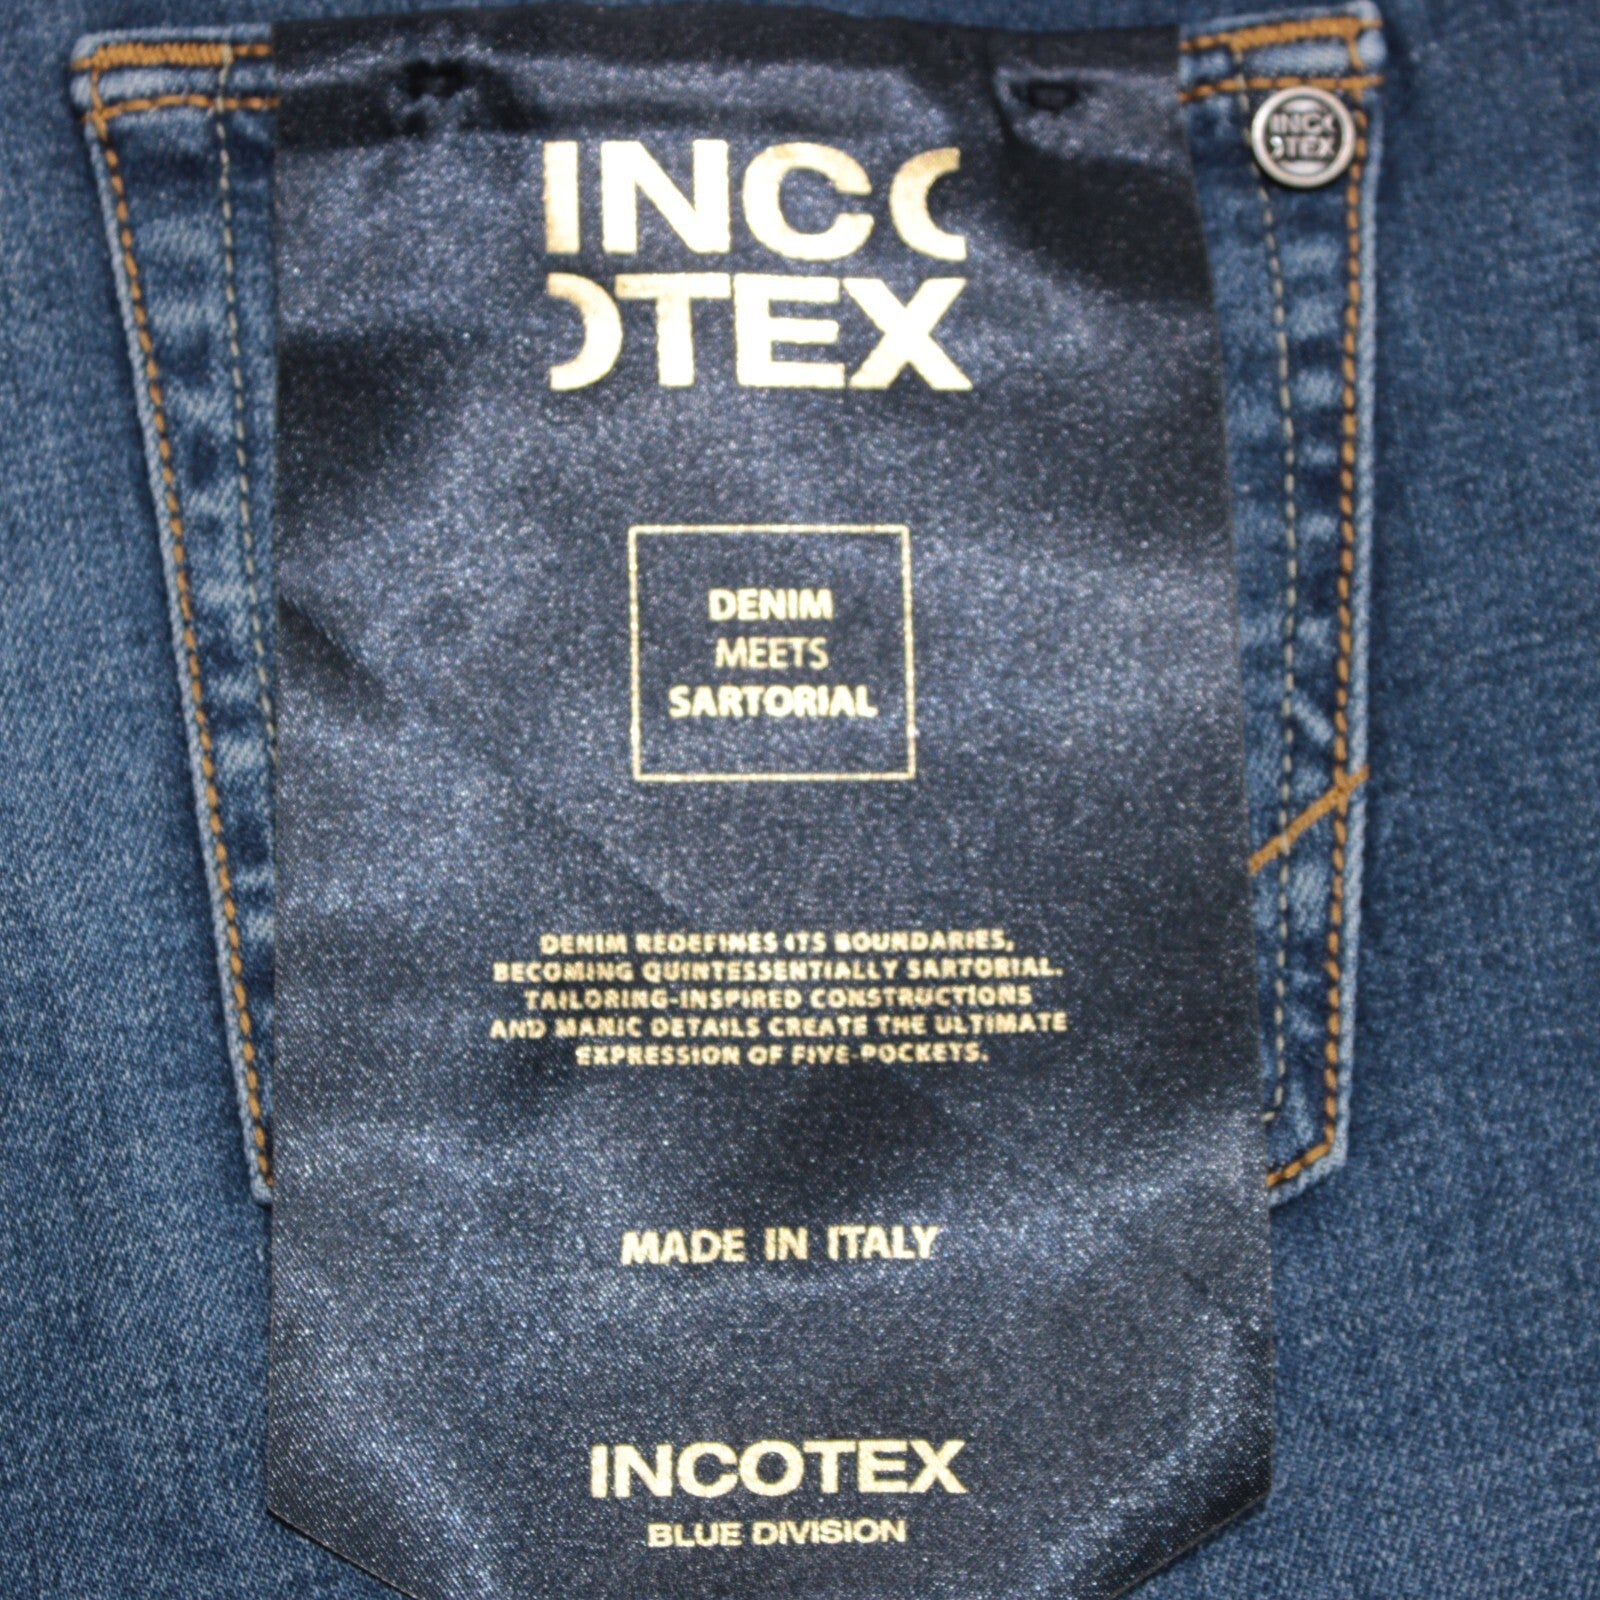 INCO
OTEX
INCO
OTEX
DENIM
MEETS
SARTORIAL
DENIM REDEFINES ITS BOUNDARIES,
BECOMING QUINTESSENTIALLY SARTORIAL.
TAILORING-INSPIRED CONSTRUCTIONS
AND MANIC DETAILS CREATE THE ULTIMATE
EXPRESSION OF FIVE-POCKETS.
MADE IN ITALY
INCOTEX
BLUE DIVISION